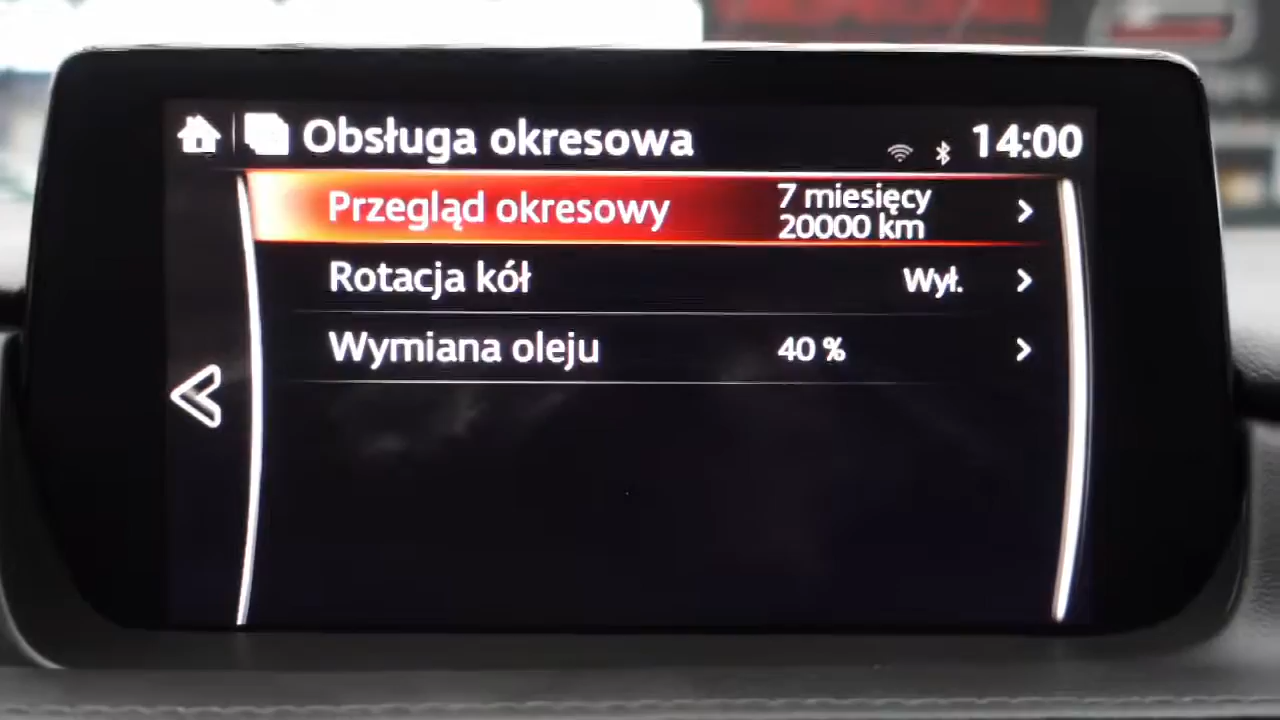 Obsługa okresowa 14:00
Przegląd okresowy 7 miesięcy
20000 km
Rotacja kół Wył.
Wymiana oleju 40 %